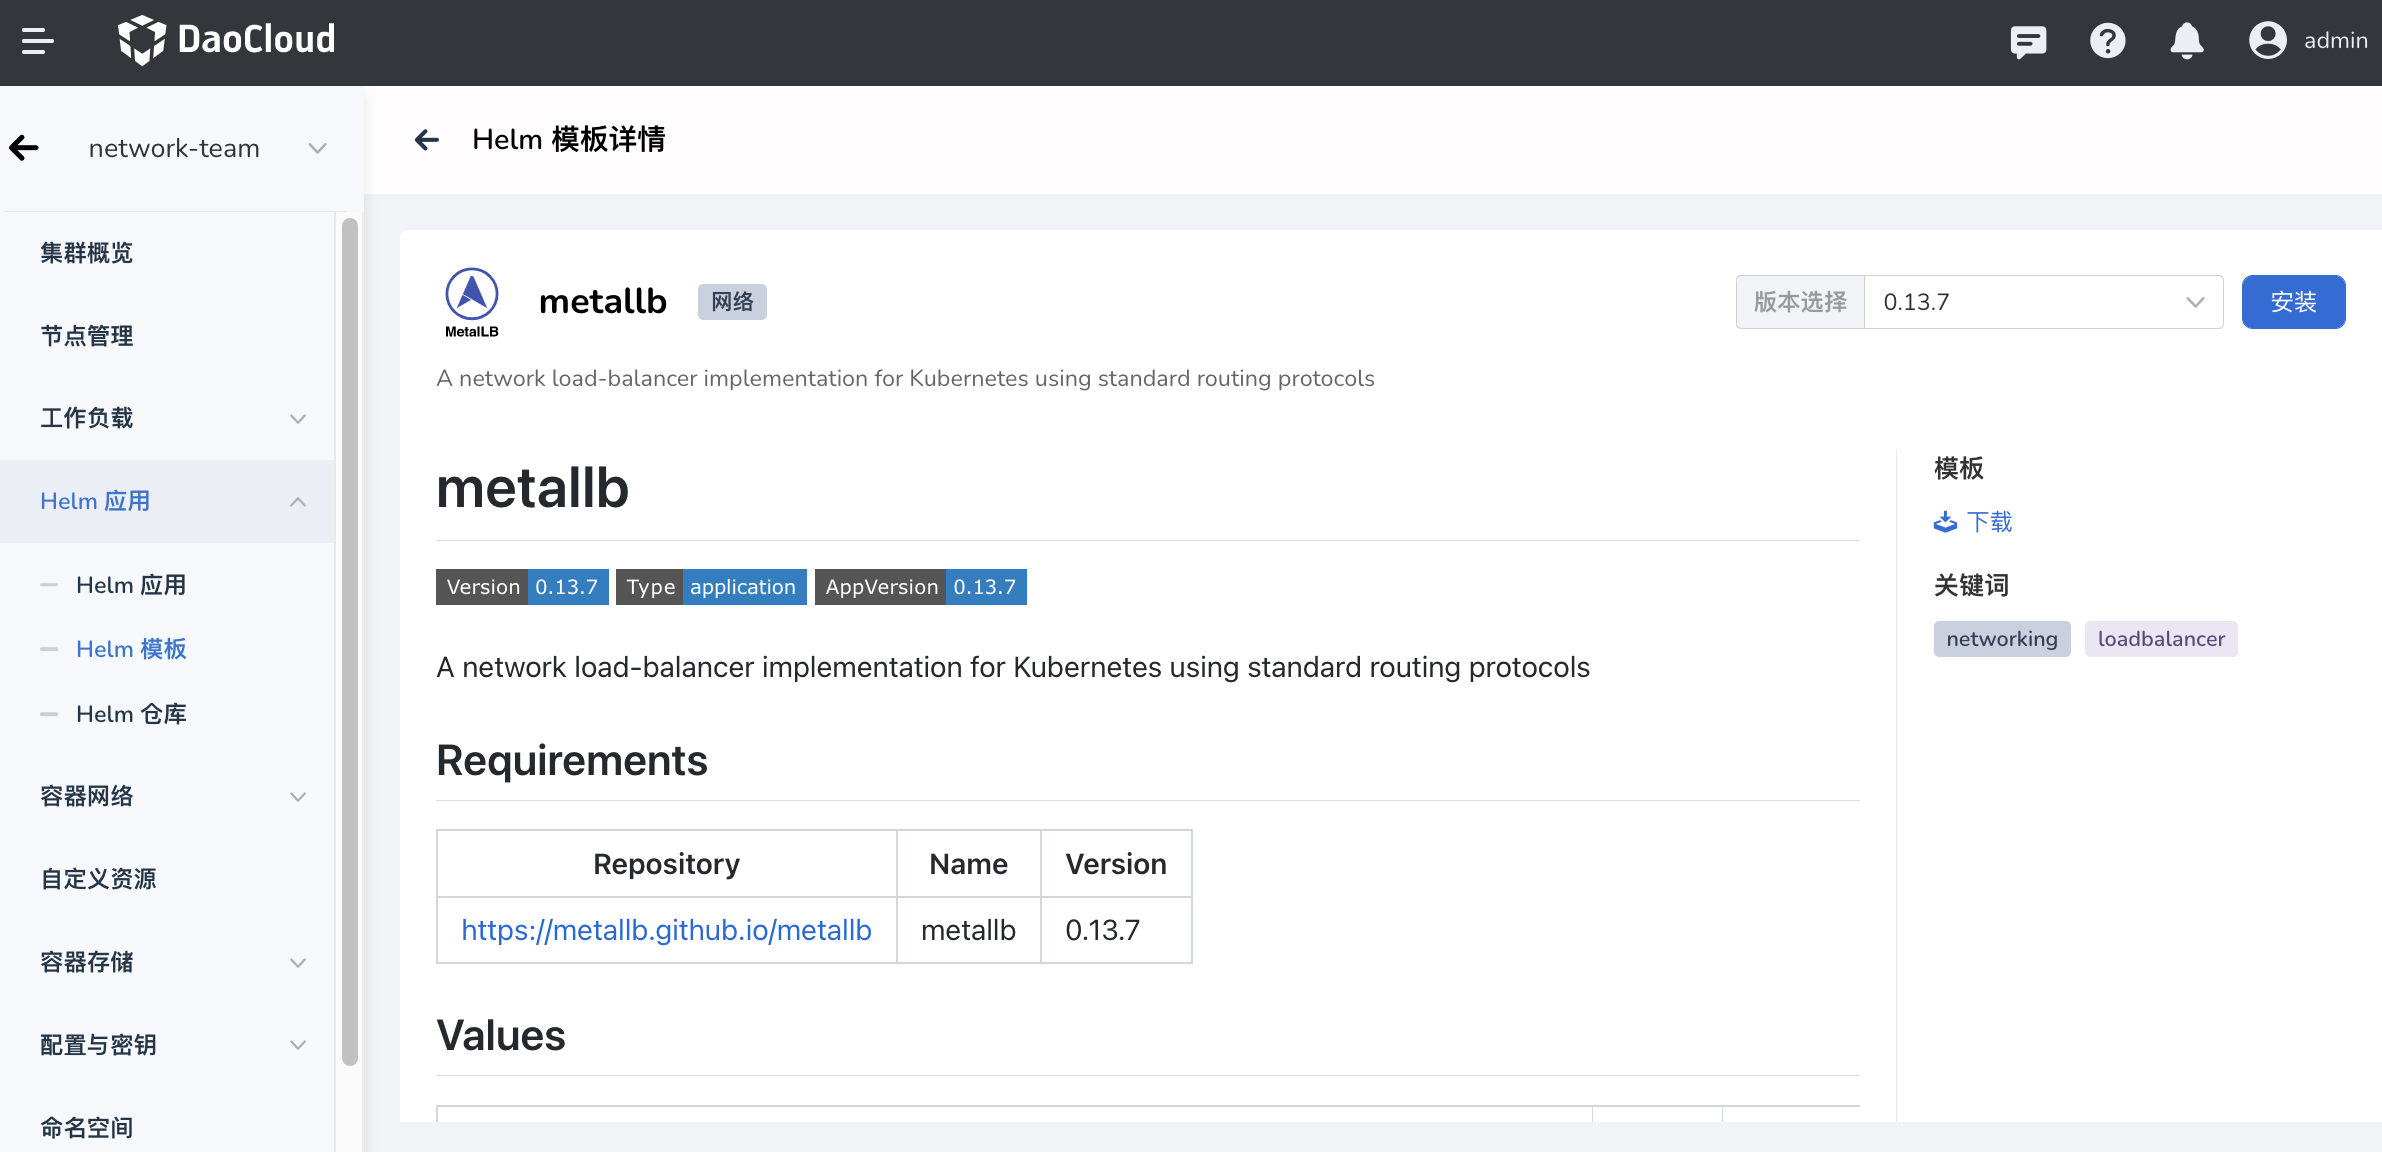 DaoCloud
admin
network-team
Helm 模板详情
集群概览
节点管理
工作负载
Helm 应用
Helm 应用
Helm 模板
Helm 仓库
容器网络
自定义资源
容器存储
配置与密钥
命名空间
MetalLB
metallb
网络
版本选择
0.13.7
安装
A network load-balancer implementation for Kubernetes using standard routing protocols
metallb
Version 0.13.7 Type application AppVersion 0.13.7
A network load-balancer implementation for Kubernetes using standard routing protocols
Requirements
Repository Name Version
https://metallb.github.io/metallb metallb 0.13.7
Values
模板
下载
关键词
networking loadbalancer